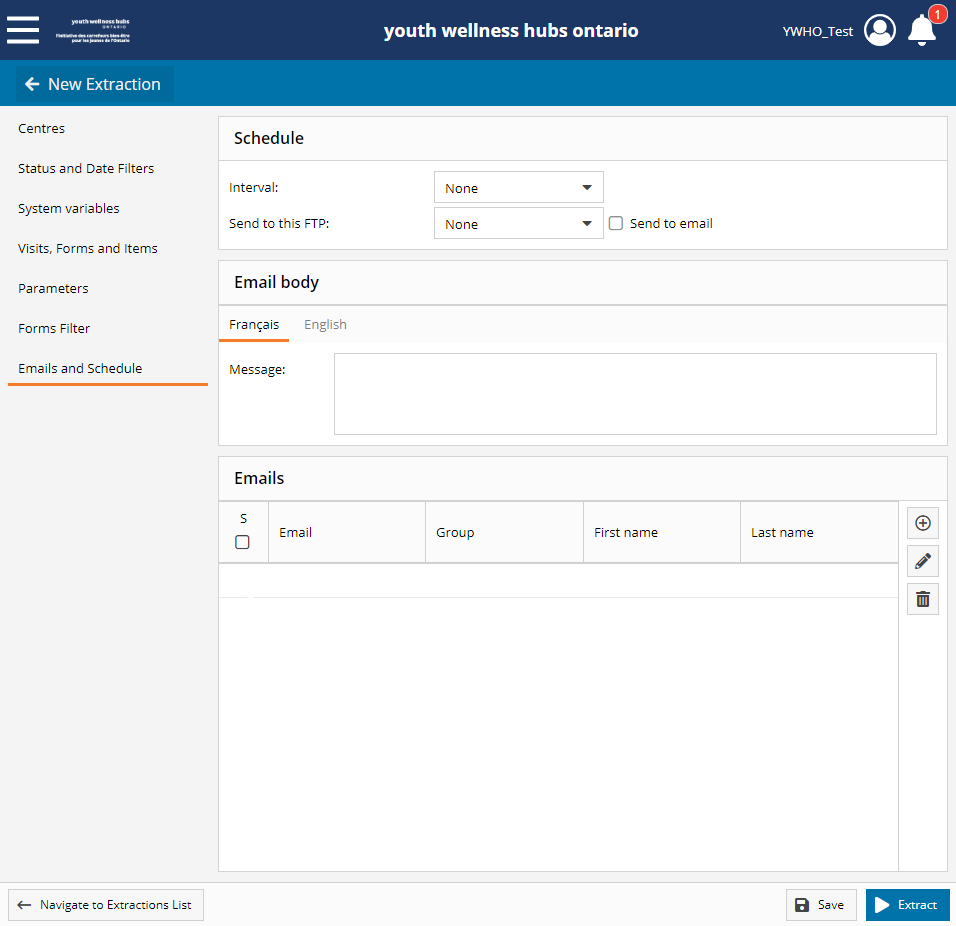 youth wellness hubs
ONTARIO
l'initiative des carrefours bien-être
pour les jeunes de l'Ontario
youth wellness hubs ontario
YWHO_Test
1
New Extraction
Centres
Status and Date Filters
System variables
Visits, Forms and Items
Parameters
Forms Filter
Emails and Schedule
Schedule
Interval: None
Send to this FTP: None Send to email
Email body
Français English
Message:
Emails
S Email Group First name Last name
Navigate to Extractions List Save Extract